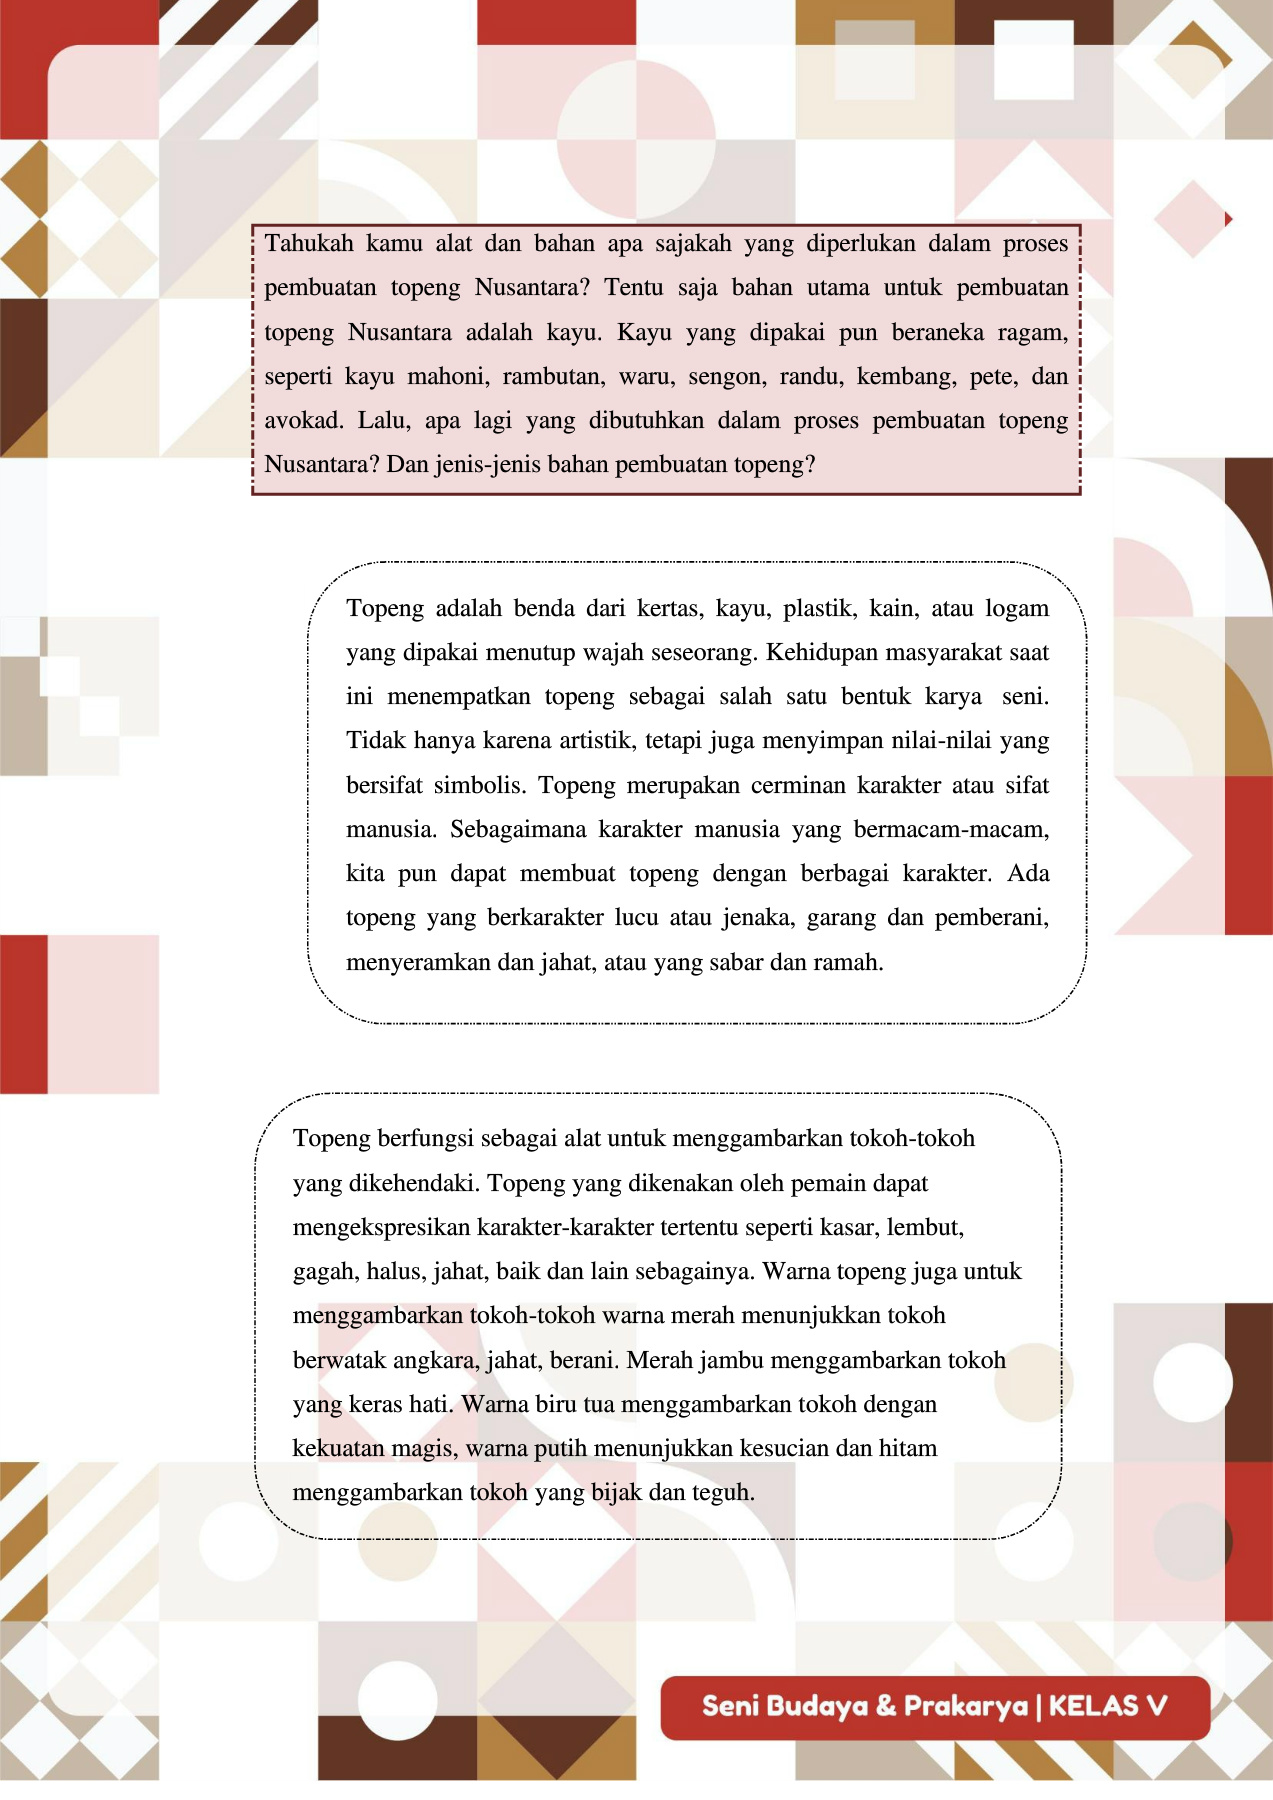 Tahukah kamu alat dan bahan apa sajakah yang diperlukan dalam proses
pembuatan topeng Nusantara? Tentu saja bahan utama untuk pembuatan
topeng Nusantara adalah kayu. Kayu yang dipakai pun beraneka ragam,
seperti kayu mahoni, rambutan, waru, sengon, randu, kembang, pete, dan
avokad. Lalu, apa lagi yang dibutuhkan dalam proses pembuatan topeng
Nusantara? Dan jenis-jenis bahan pembuatan topeng?
Topeng adalah benda dari kertas, kayu, plastik, kain, atau logam
yang dipakai menutup wajah seseorang. Kehidupan masyarakat saat
ini menempatkan topeng sebagai salah satu bentuk karya seni.
Tidak hanya karena artistik, tetapi juga menyimpan nilai-nilai yang
bersifat simbolis. Topeng merupakan cerminan karakter atau sifat
manusia. Sebagaimana karakter manusia yang bermacam-macam,
kita pun dapat membuat topeng dengan berbagai karakter. Ada
topeng yang berkarakter lucu atau jenaka, garang dan pemberani,
menyeramkan dan jahat, atau yang sabar dan ramah.
Topeng berfungsi sebagai alat untuk menggambarkan tokoh-tokoh
yang dikehendaki. Topeng yang dikenakan oleh pemain dapat
mengekspresikan karakter-karakter tertentu seperti kasar, lembut,
gagah, halus, jahat, baik dan lain sebagainya. Warna topeng juga untuk
menggambarkan tokoh-tokoh warna merah menunjukkan tokoh
berwatak angkara, jahat, berani. Merah jambu menggambarkan tokoh
yang keras hati. Warna biru tua menggambarkan tokoh dengan
kekuatan magis, warna putih menunjukkan kesucian dan hitam
menggambarkan tokoh yang bijak dan teguh.
Seni Budaya & Prakarya | KELAS V